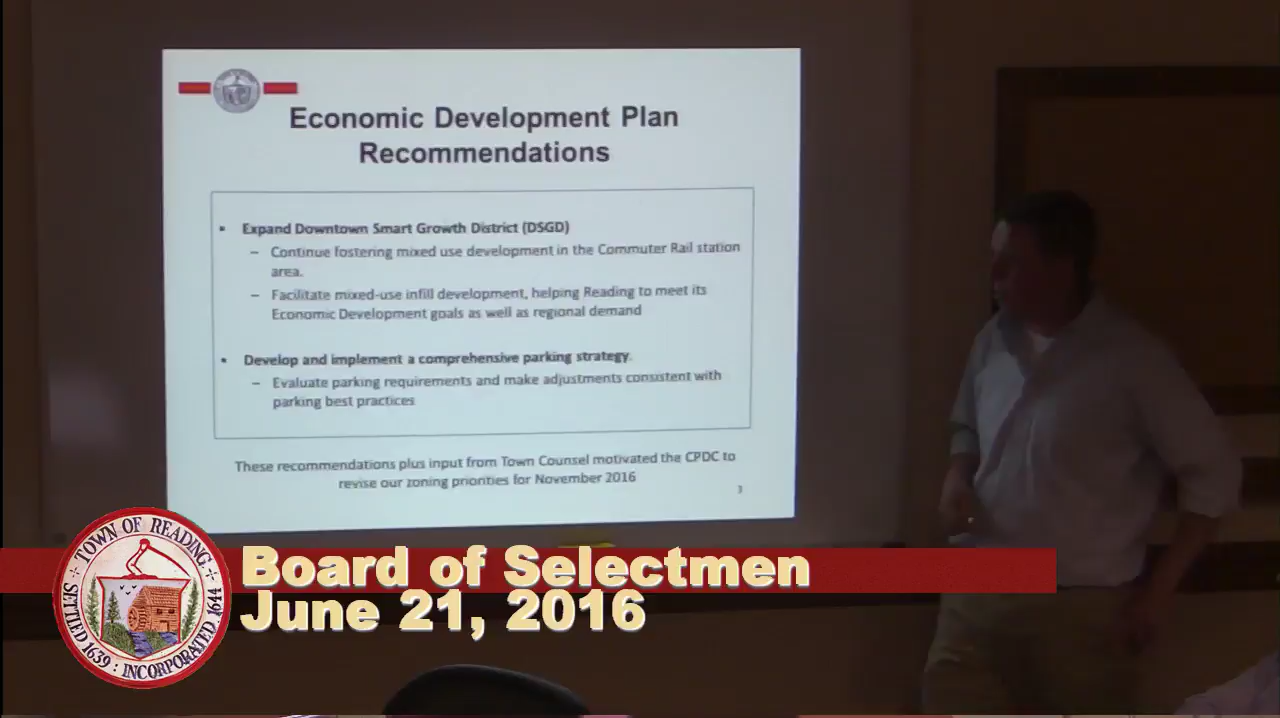 Economic Development Plan
Recommendations
Expand Downtown Smart Growth District (DSGD)
Continue fostering mixed use development in the Commuter Rail station
area.
Facilitate mixed-use infill development, helping Reading to meet its
Economic Development goals as well as regional demand
Develop and implement a comprehensive parking strategy.
Evaluate parking requirements and make adjustments consistent with
parking best practices
These recommendations plus input from Town Counsel motivated the CPDC to
revise our zoning priorities for November 2016
3
TOWN OF READING
SETTLED 1639 : INCORPORATED 1644
Board of Selectmen
June 21, 2016